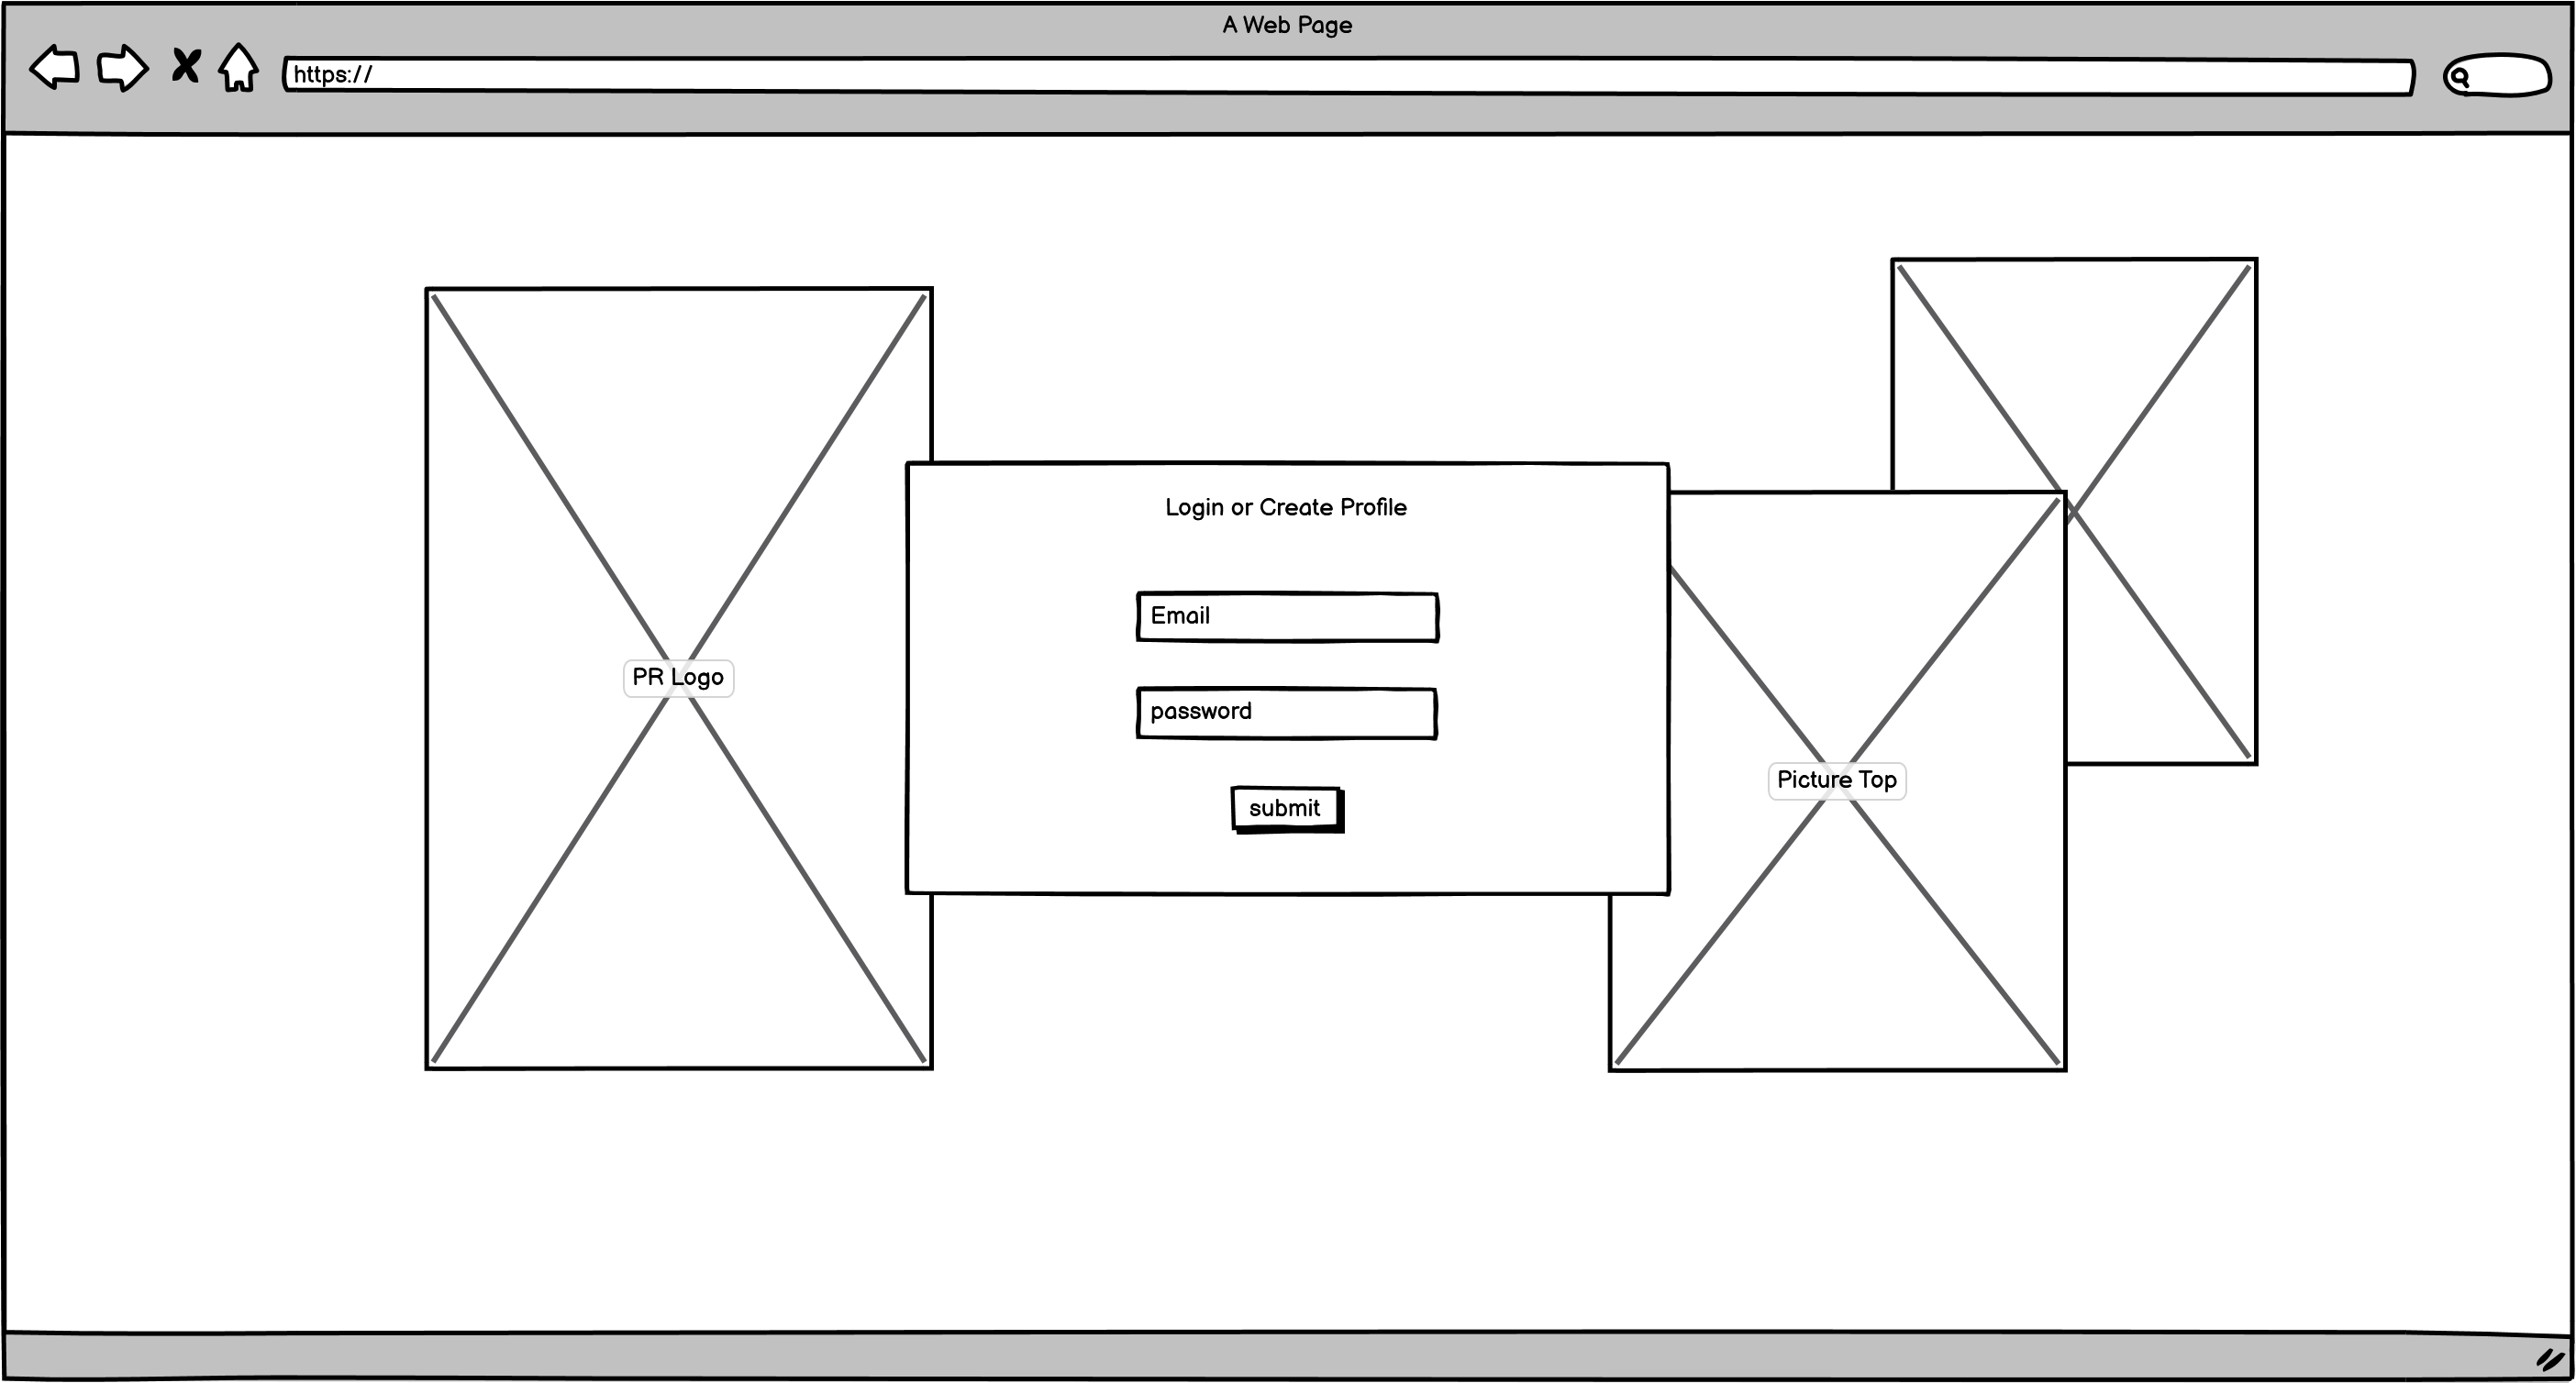 A Web Page
https://
Login or Create Profile
Email
PR Logo
password
Picture Top
submit